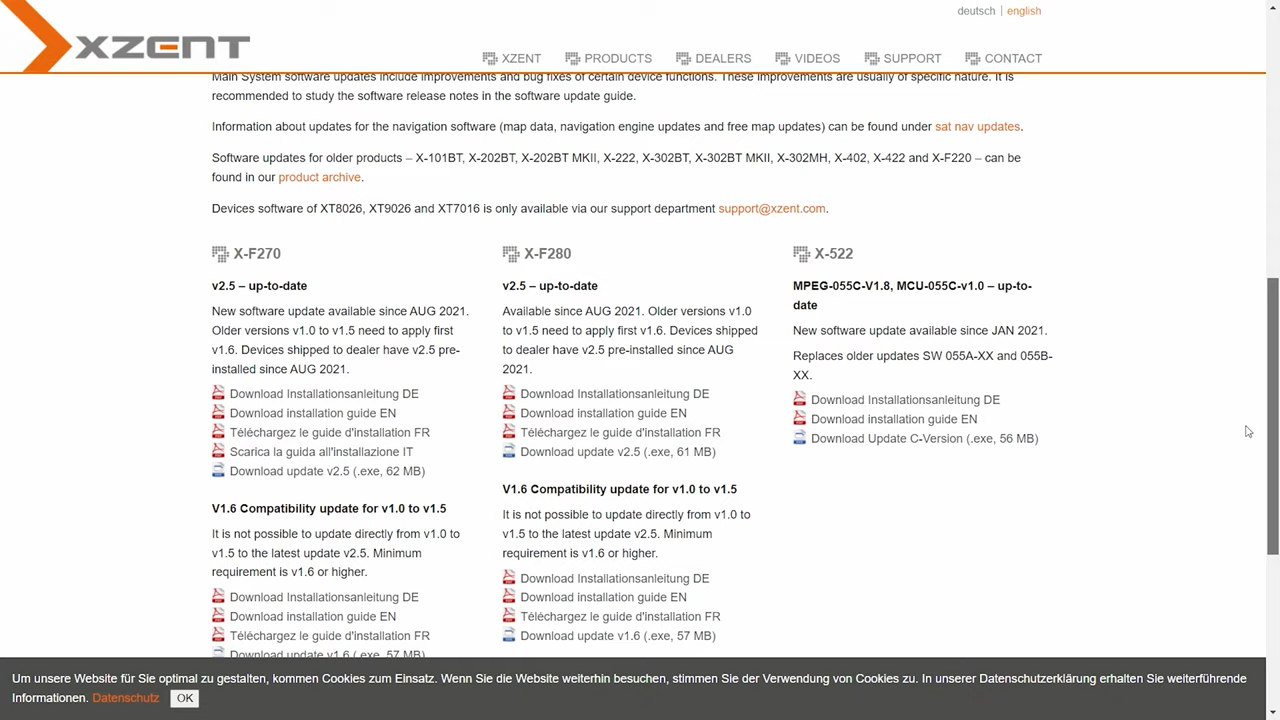 deutsch | english
XZENT
XZENT PRODUCTS DEALERS VIDEOS SUPPORT CONTACT
Main System software updates include improvements and bug fixes of certain device functions. These improvements are usually of specific nature. It is
recommended to study the software release notes in the software update guide.
Information about updates for the navigation software (map data, navigation engine updates and free map updates) can be found under sat nav updates.
Software updates for older products – X-101BT, X-202BT, X-202BT MKII, X-222, X-302BT, X-302BT MKII, X-302MH, X-402, X-422 and X-F220 – can be
found in our product archive.
Devices software of XT8026, XT9026 and XT7016 is only available via our support department support@xzent.com.
X-F270
v2.5 – up-to-date
New software update available since AUG 2021.
Older versions v1.0 to v1.5 need to apply first
v1.6. Devices shipped to dealer have v2.5 pre-
installed since AUG 2021.
Download Installationsanleitung DE
Download installation guide EN
Téléchargez le guide d'installation FR
Scarica la guida all'installazione IT
Download update v2.5 (.exe, 62 MB)
V1.6 Compatibility update for v1.0 to v1.5
It is not possible to update directly from v1.0 to
v1.5 to the latest update v2.5. Minimum
requirement is v1.6 or higher.
Download Installationsanleitung DE
Download installation guide EN
Téléchargez le guide d'installation FR
Download update v1.6 (.exe, 57 MB)
X-F280
v2.5 – up-to-date
Available since AUG 2021. Older versions v1.0
to v1.5 need to apply first v1.6. Devices shipped
to dealer have v2.5 pre-installed since AUG
2021.
Download Installationsanleitung DE
Download installation guide EN
Téléchargez le guide d'installation FR
Download update v2.5 (.exe, 61 MB)
V1.6 Compatibility update for v1.0 to v1.5
It is not possible to update directly from v1.0 to
v1.5 to the latest update v2.5. Minimum
requirement is v1.6 or higher.
Download Installationsanleitung DE
Download installation guide EN
Téléchargez le guide d'installation FR
Download update v1.6 (.exe, 57 MB)
X-522
MPEG-055C-V1.8, MCU-055C-v1.0 – up-to-
date
New software update available since JAN 2021.
Replaces older updates SW 055A-XX and 055B-
XX.
Download Installationsanleitung DE
Download installation guide EN
Download Update C-Version (.exe, 56 MB)
Um unsere Website für Sie optimal zu gestalten, kommen Cookies zum Einsatz. Wenn Sie die Website weiterhin besuchen, stimmen Sie der Verwendung von Cookies zu. In unserer Datenschutzerklärung erhalten Sie weiterführende
Informationen. Datenschutz OK